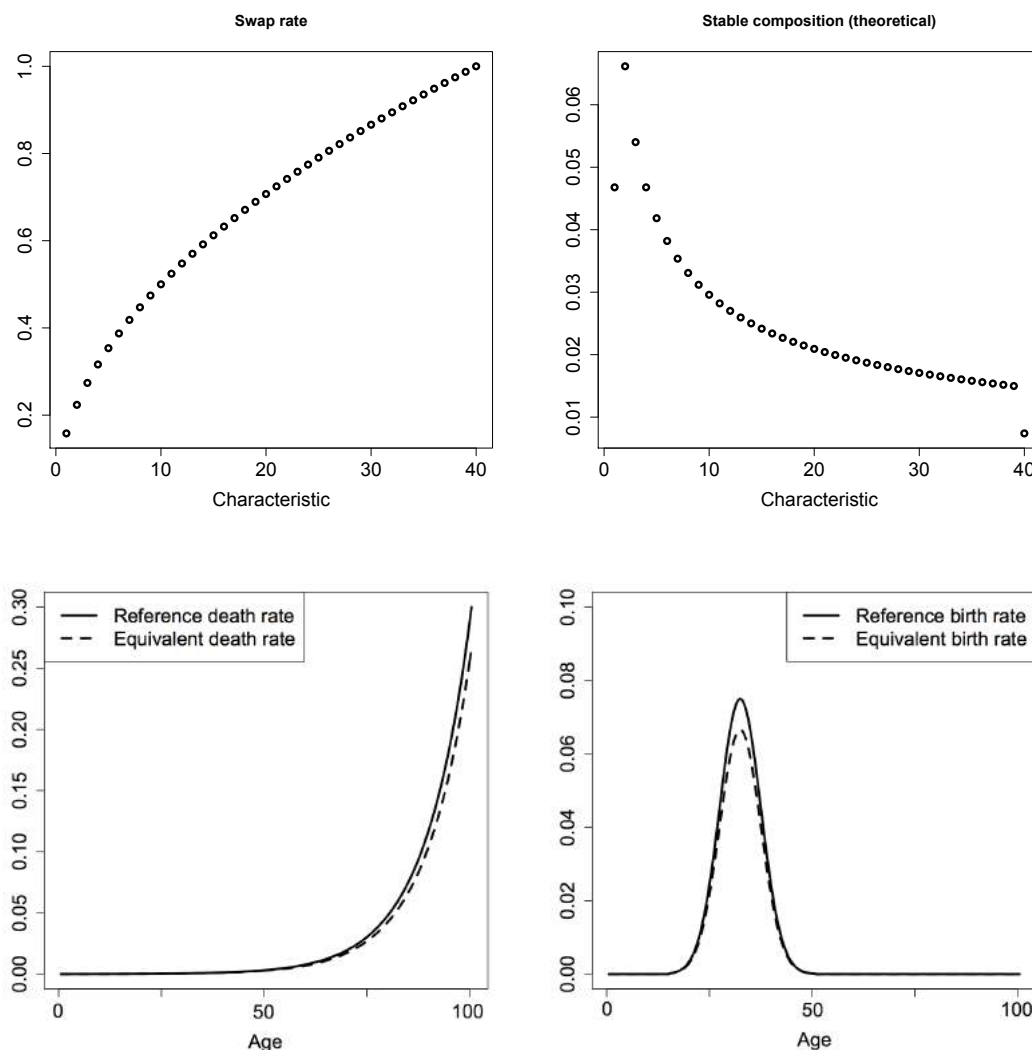 Swap rate
1.0
0.8
0.6
0.4
0.2
0 10 20 30 40
Characteristic
Stable composition (theoretical)
0.06
0.05
0.04
0.03
0.02
0.01
0 10 20 30 40
Characteristic
0.30
0.25
0.20
0.15
0.10
0.05
0.00
Reference death rate
Equivalent death rate
0 50 100
Age
0.10
0.08
0.06
0.04
0.02
0.00
Reference birth rate
Equivalent birth rate
0 50 100
Age